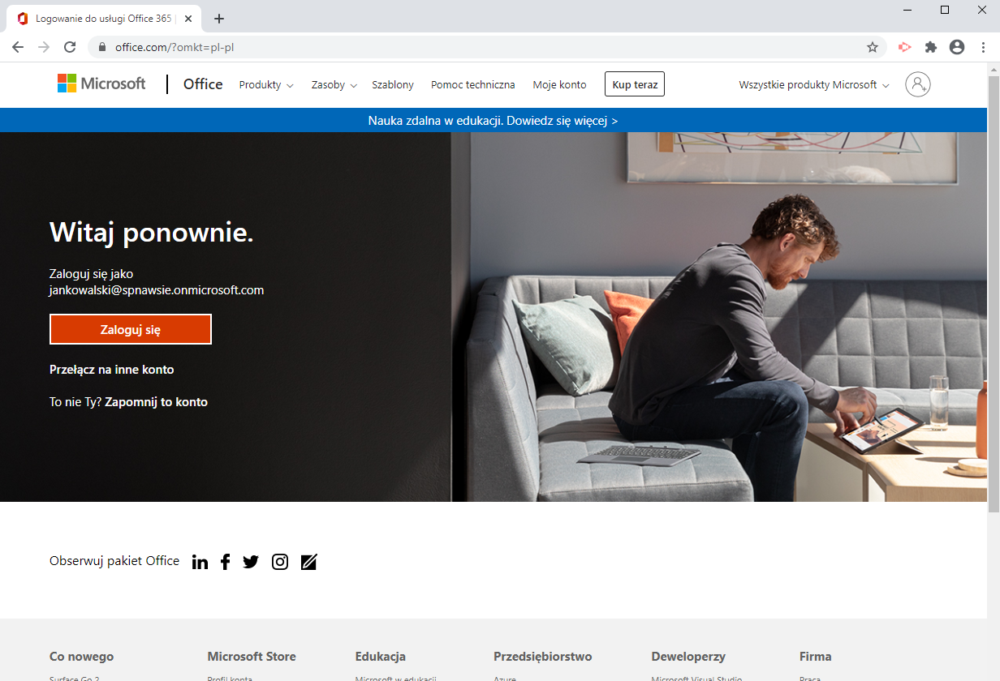 Logowanie do usługi Office 365 |
office.com/?omkt=pl-pl
Microsoft
Office
Produkty
Zasoby
Szablony
Pomoc techniczna
Moje konto
Kup teraz
Wszystkie produkty Microsoft
Nauka zdalna w edukacji. Dowiedz się więcej >
Witaj ponownie.
Zaloguj się jako
jankowalski@spnawsie.onmicrosoft.com
Zaloguj się
Przełącz na inne konto
To nie Ty? Zapomnij to konto
Obserwuj pakiet Office
Co nowego
Microsoft Store
Edukacja
Przedsiębiorstwo
Deweloperzy
Firma
Surface Go 2
Profil konta
Microsoft w edukacji
Azure
Microsoft Visual Studio
Praca